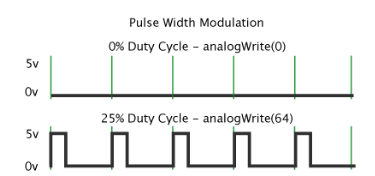 Pulse Width Modulation
0% Duty Cycle – analogWrite(0)
5v
0v
25% Duty Cycle – analogWrite(64)
5v
0v